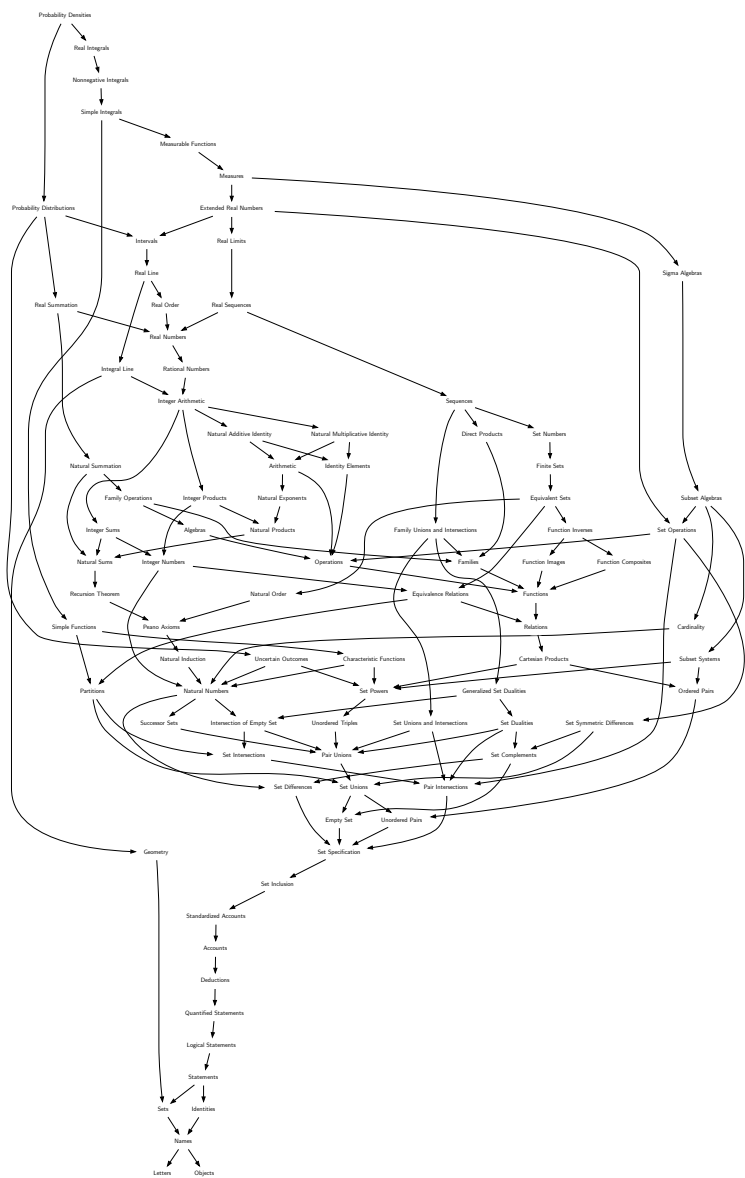 Probability Densities
Real Integrals
Nonnegative Integrals
Simple Integrals
Measurable Functions
Measures
Probability Distributions
Extended Real Numbers
Intervals
Real Limits
Real Line
Sigma Algebras
Real Summation
Real Order
Real Sequences
Real Numbers
Integral Line
Rational Numbers
Integer Arithmetic
Sequences
Natural Additive Identity
Natural Multiplicative Identity
Direct Products
Set Numbers
Natural Summation
Arithmetic
Identity Elements
Finite Sets
Family Operations
Integer Products
Natural Exponents
Equivalent Sets
Subset Algebras
Integer Sums
Algebras
Natural Products
Family Unions and Intersections
Function Inverses
Set Operations
Natural Sums
Integer Numbers
Operations
Families
Function Images
Function Composites
Recursion Theorem
Natural Order
Equivalence Relations
Functions
Simple Functions
Peano Axioms
Relations
Cardinality
Natural Induction
Uncertain Outcomes
Characteristic Functions
Cartesian Products
Subset Systems
Partitions
Natural Numbers
Set Powers
Generalized Set Dualities
Ordered Pairs
Successor Sets
Intersection of Empty Set
Unordered Triples
Set Unions and Intersections
Set Dualities
Set Symmetric Differences
Set Intersections
Pair Unions
Set Complements
Set Differences
Set Unions
Pair Intersections
Empty Set
Unordered Pairs
Geometry
Set Specification
Set Inclusion
Standardized Accounts
Accounts
Deductions
Quantified Statements
Logical Statements
Statements
Sets
Identities
Names
Letters
Objects